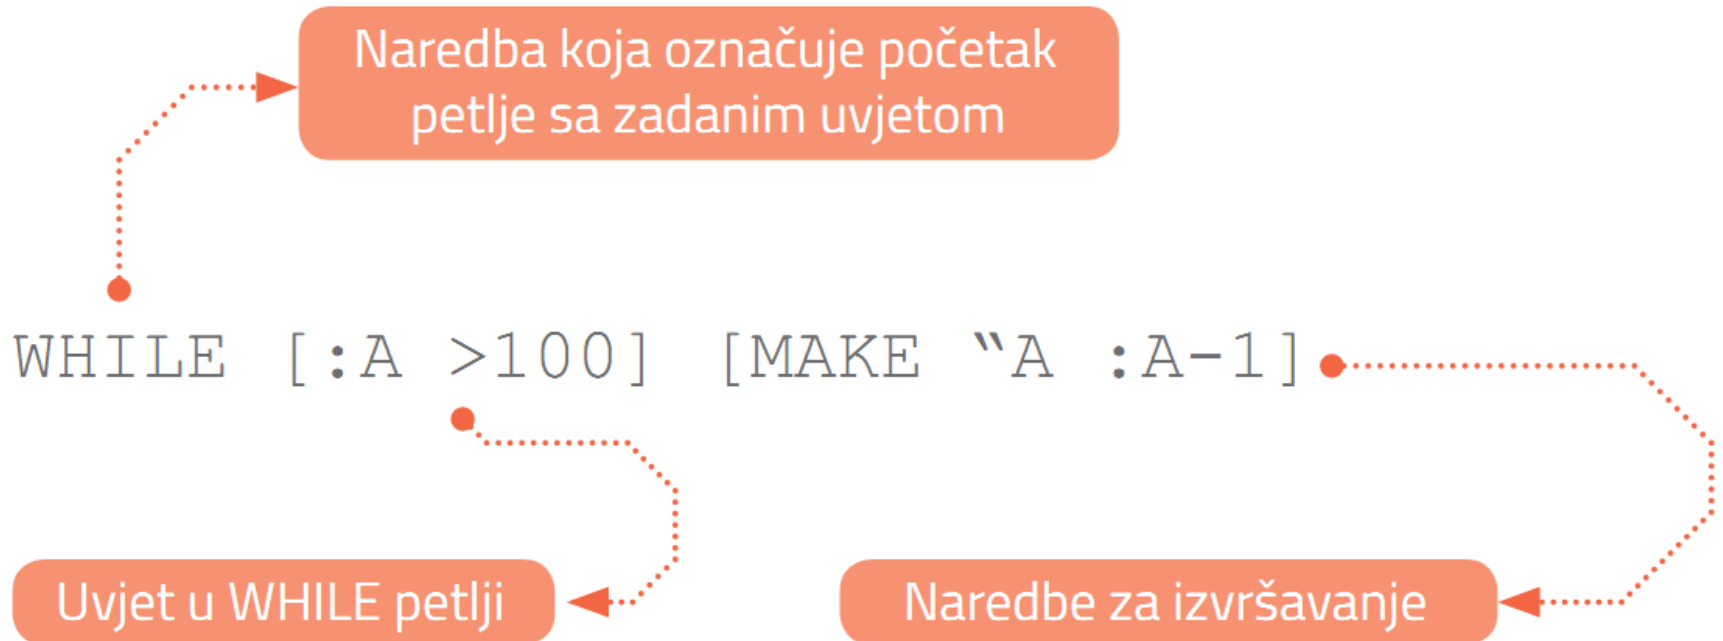 Naredba koja označuje početak
petlje sa zadanim uvjetom
WHILE [:A >100] [MAKE “A :A-1]
Uvjet u WHILE petlji
Naredbe za izvršavanje